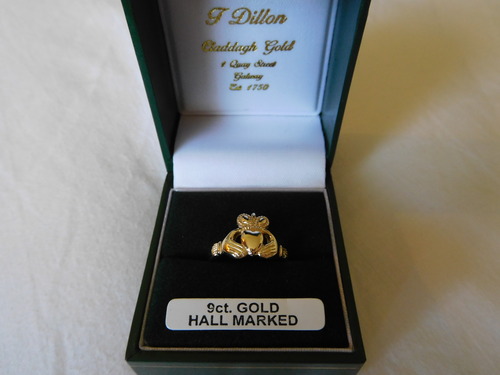 F Dillon
Claddagh Gold
1 Quay Street
Galway
Est 1750
9ct. GOLD
HALL MARKED